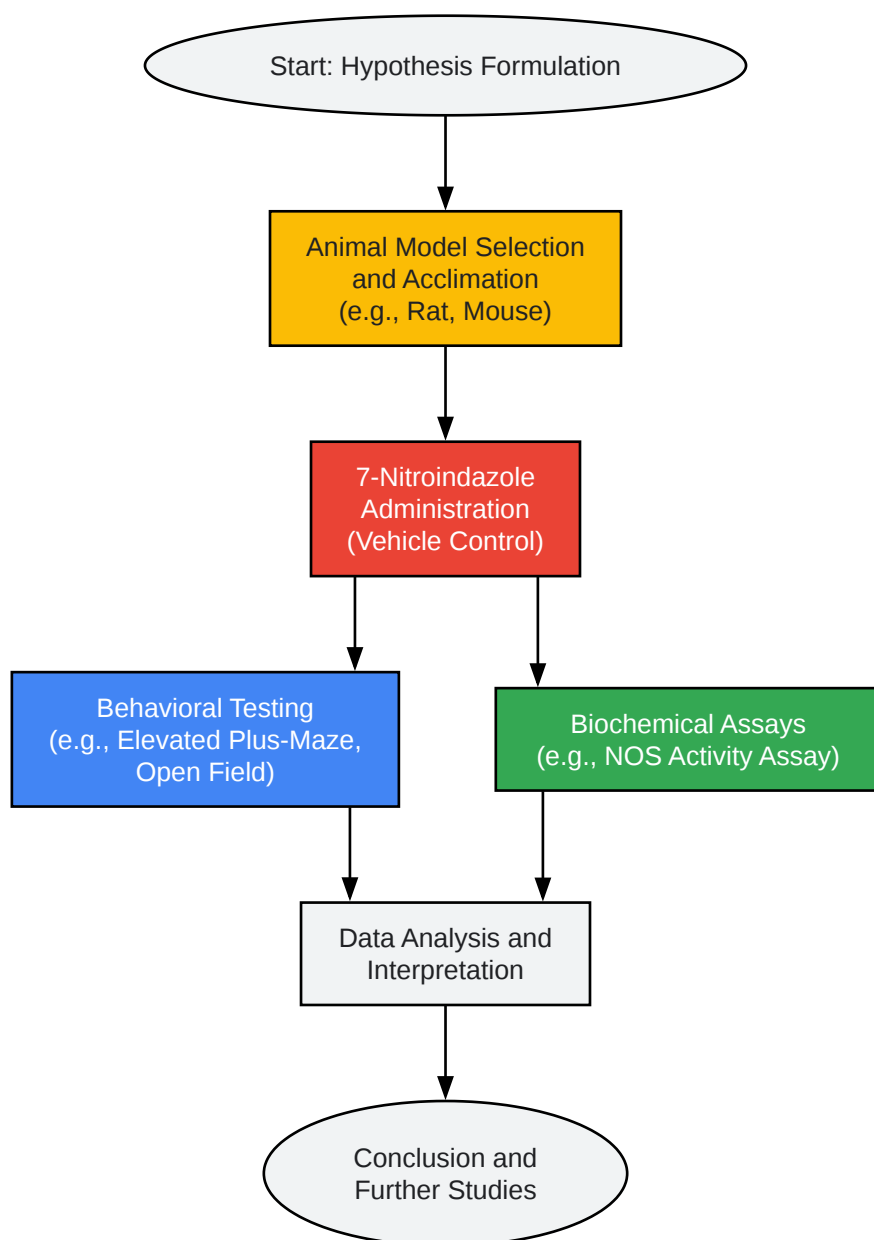 Start: Hypothesis Formulation
Animal Model Selection
and Acclimation
(e.g., Rat, Mouse)
7-Nitroindazole
Administration
(Vehicle Control)
Behavioral Testing
(e.g., Elevated Plus-Maze,
Open Field)
Biochemical Assays
(e.g., NOS Activity Assay)
Data Analysis and
Interpretation
Conclusion and
Further Studies